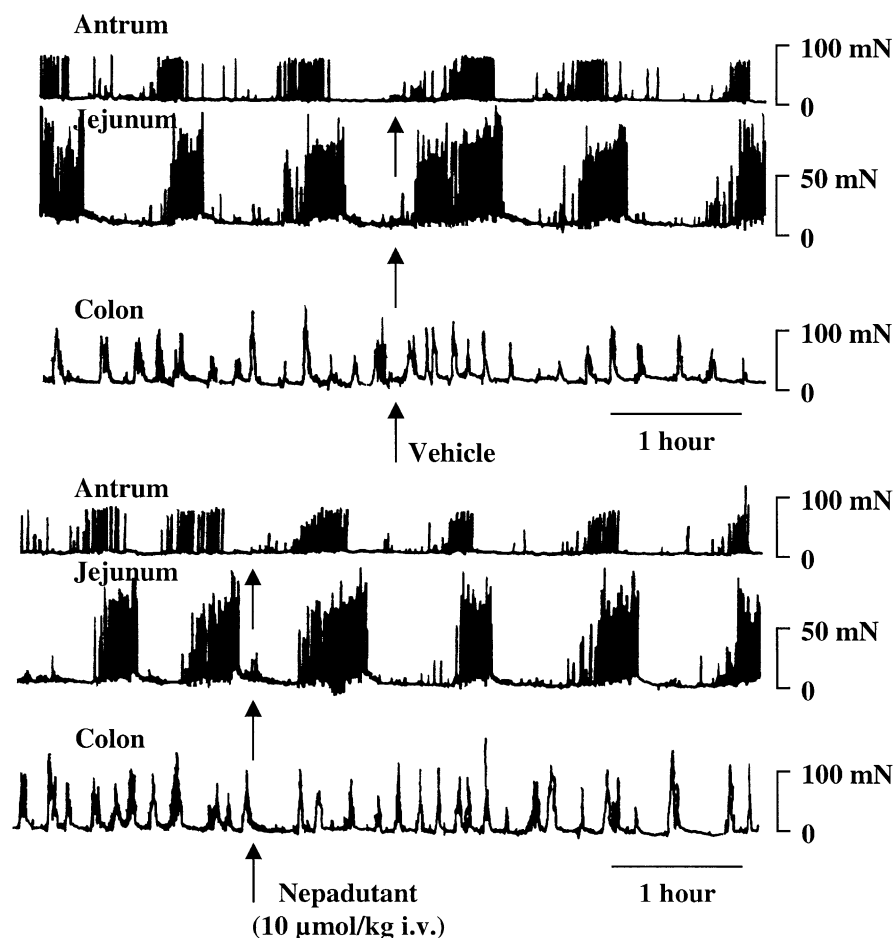 Antrum
100 mN
0
Jejunum
50 mN
0
Colon
100 mN
0
1 hour
Vehicle
Antrum
100 mN
0
Jejunum
50 mN
0
Colon
100 mN
0
Nepadutant
1 hour
(10 µmol/kg i.v.)